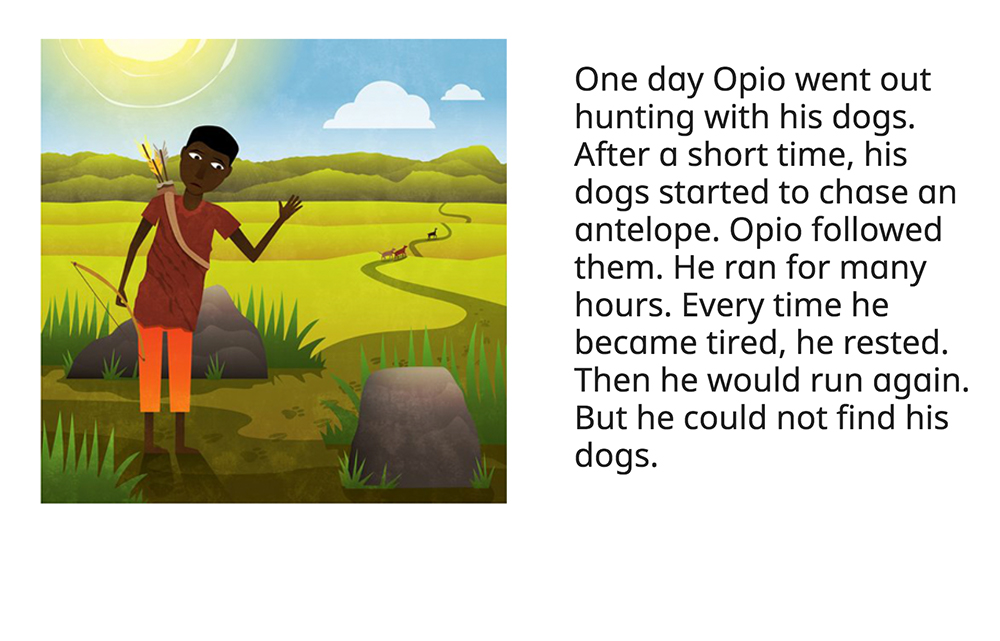 One day Opio went out
hunting with his dogs.
After a short time, his
dogs started to chase an
antelope. Opio followed
them. He ran for many
hours. Every time he
became tired, he rested.
Then he would run again.
But he could not find his
dogs.